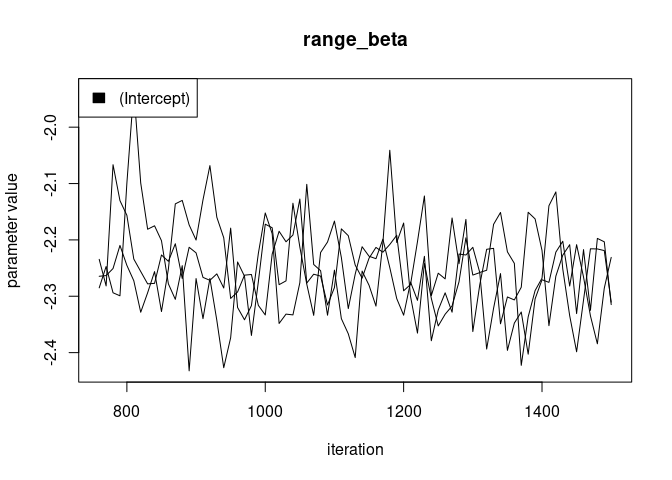 range_beta
(Intercept)
parameter value
-2.0
-2.1
-2.2
-2.3
-2.4
800 1000 1200 1400
iteration